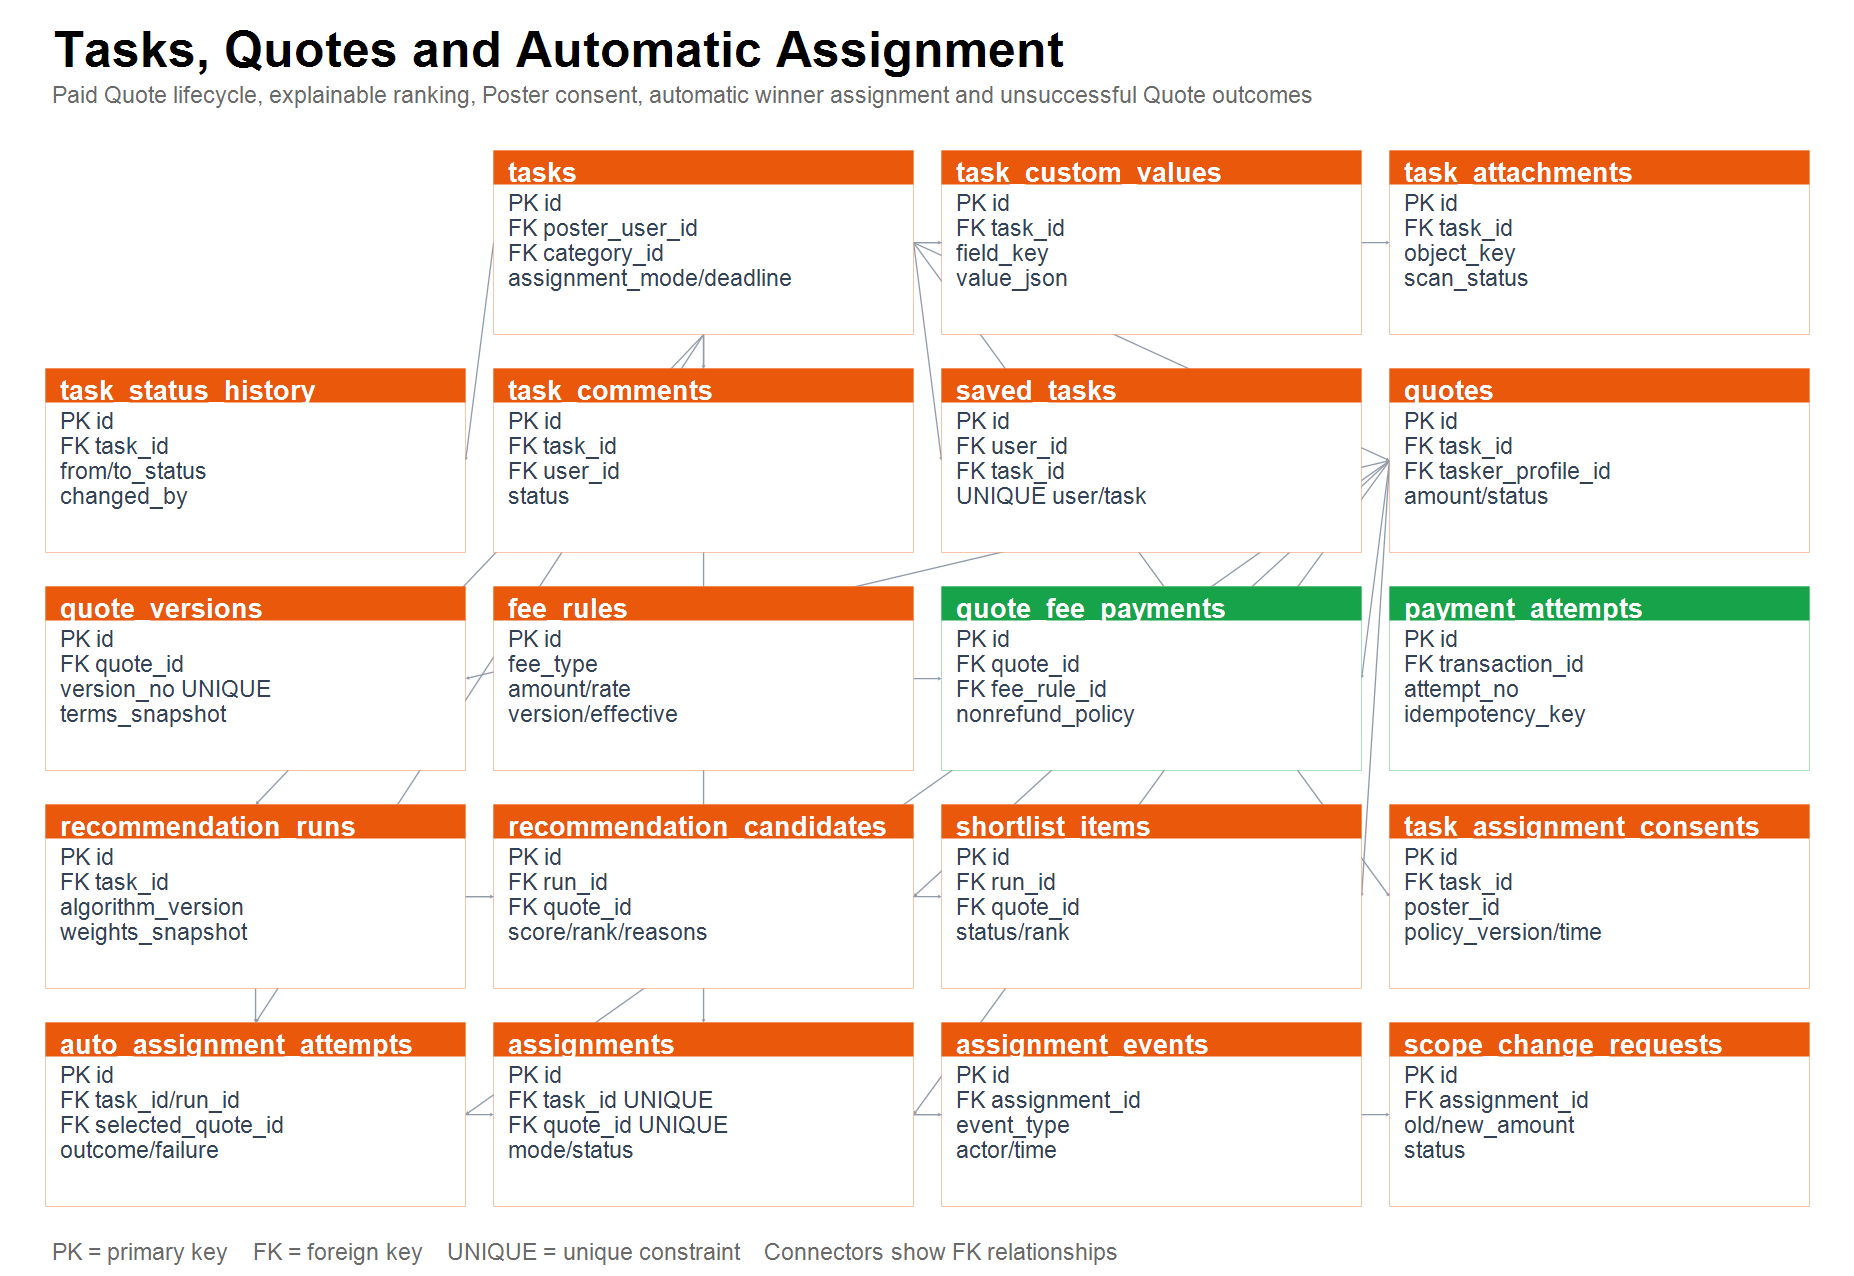 Tasks, Quotes and Automatic Assignment
Paid Quote lifecycle, explainable ranking, Poster consent, automatic winner assignment and unsuccessful Quote outcomes
tasks
PK id
FK poster_user_id
FK category_id
assignment_mode/deadline
task_custom_values
PK id
FK task_id
field_key
value_json
task_attachments
PK id
FK task_id
object_key
scan_status
task_status_history
PK id
FK task_id
from/to_status
changed_by
task_comments
PK id
FK task_id
FK user_id
status
saved_tasks
PK id
FK user_id
FK task_id
UNIQUE user/task
quotes
PK id
FK task_id
FK tasker_profile_id
amount/status
quote_versions
PK id
FK quote_id
version_no UNIQUE
terms_snapshot
fee_rules
PK id
fee_type
amount/rate
version/effective
quote_fee_payments
PK id
FK quote_id
FK fee_rule_id
nonrefund_policy
payment_attempts
PK id
FK transaction_id
attempt_no
idempotency_key
recommendation_runs
PK id
FK task_id
algorithm_version
weights_snapshot
recommendation_candidates
PK id
FK run_id
FK quote_id
score/rank/reasons
shortlist_items
PK id
FK run_id
FK quote_id
status/rank
task_assignment_consents
PK id
FK task_id
poster_id
policy_version/time
auto_assignment_attempts
PK id
FK task_id/run_id
FK selected_quote_id
outcome/failure
assignments
PK id
FK task_id UNIQUE
FK quote_id UNIQUE
mode/status
assignment_events
PK id
FK assignment_id
event_type
actor/time
scope_change_requests
PK id
FK assignment_id
old/new_amount
status
PK = primary key    FK = foreign key    UNIQUE = unique constraint    Connectors show FK relationships